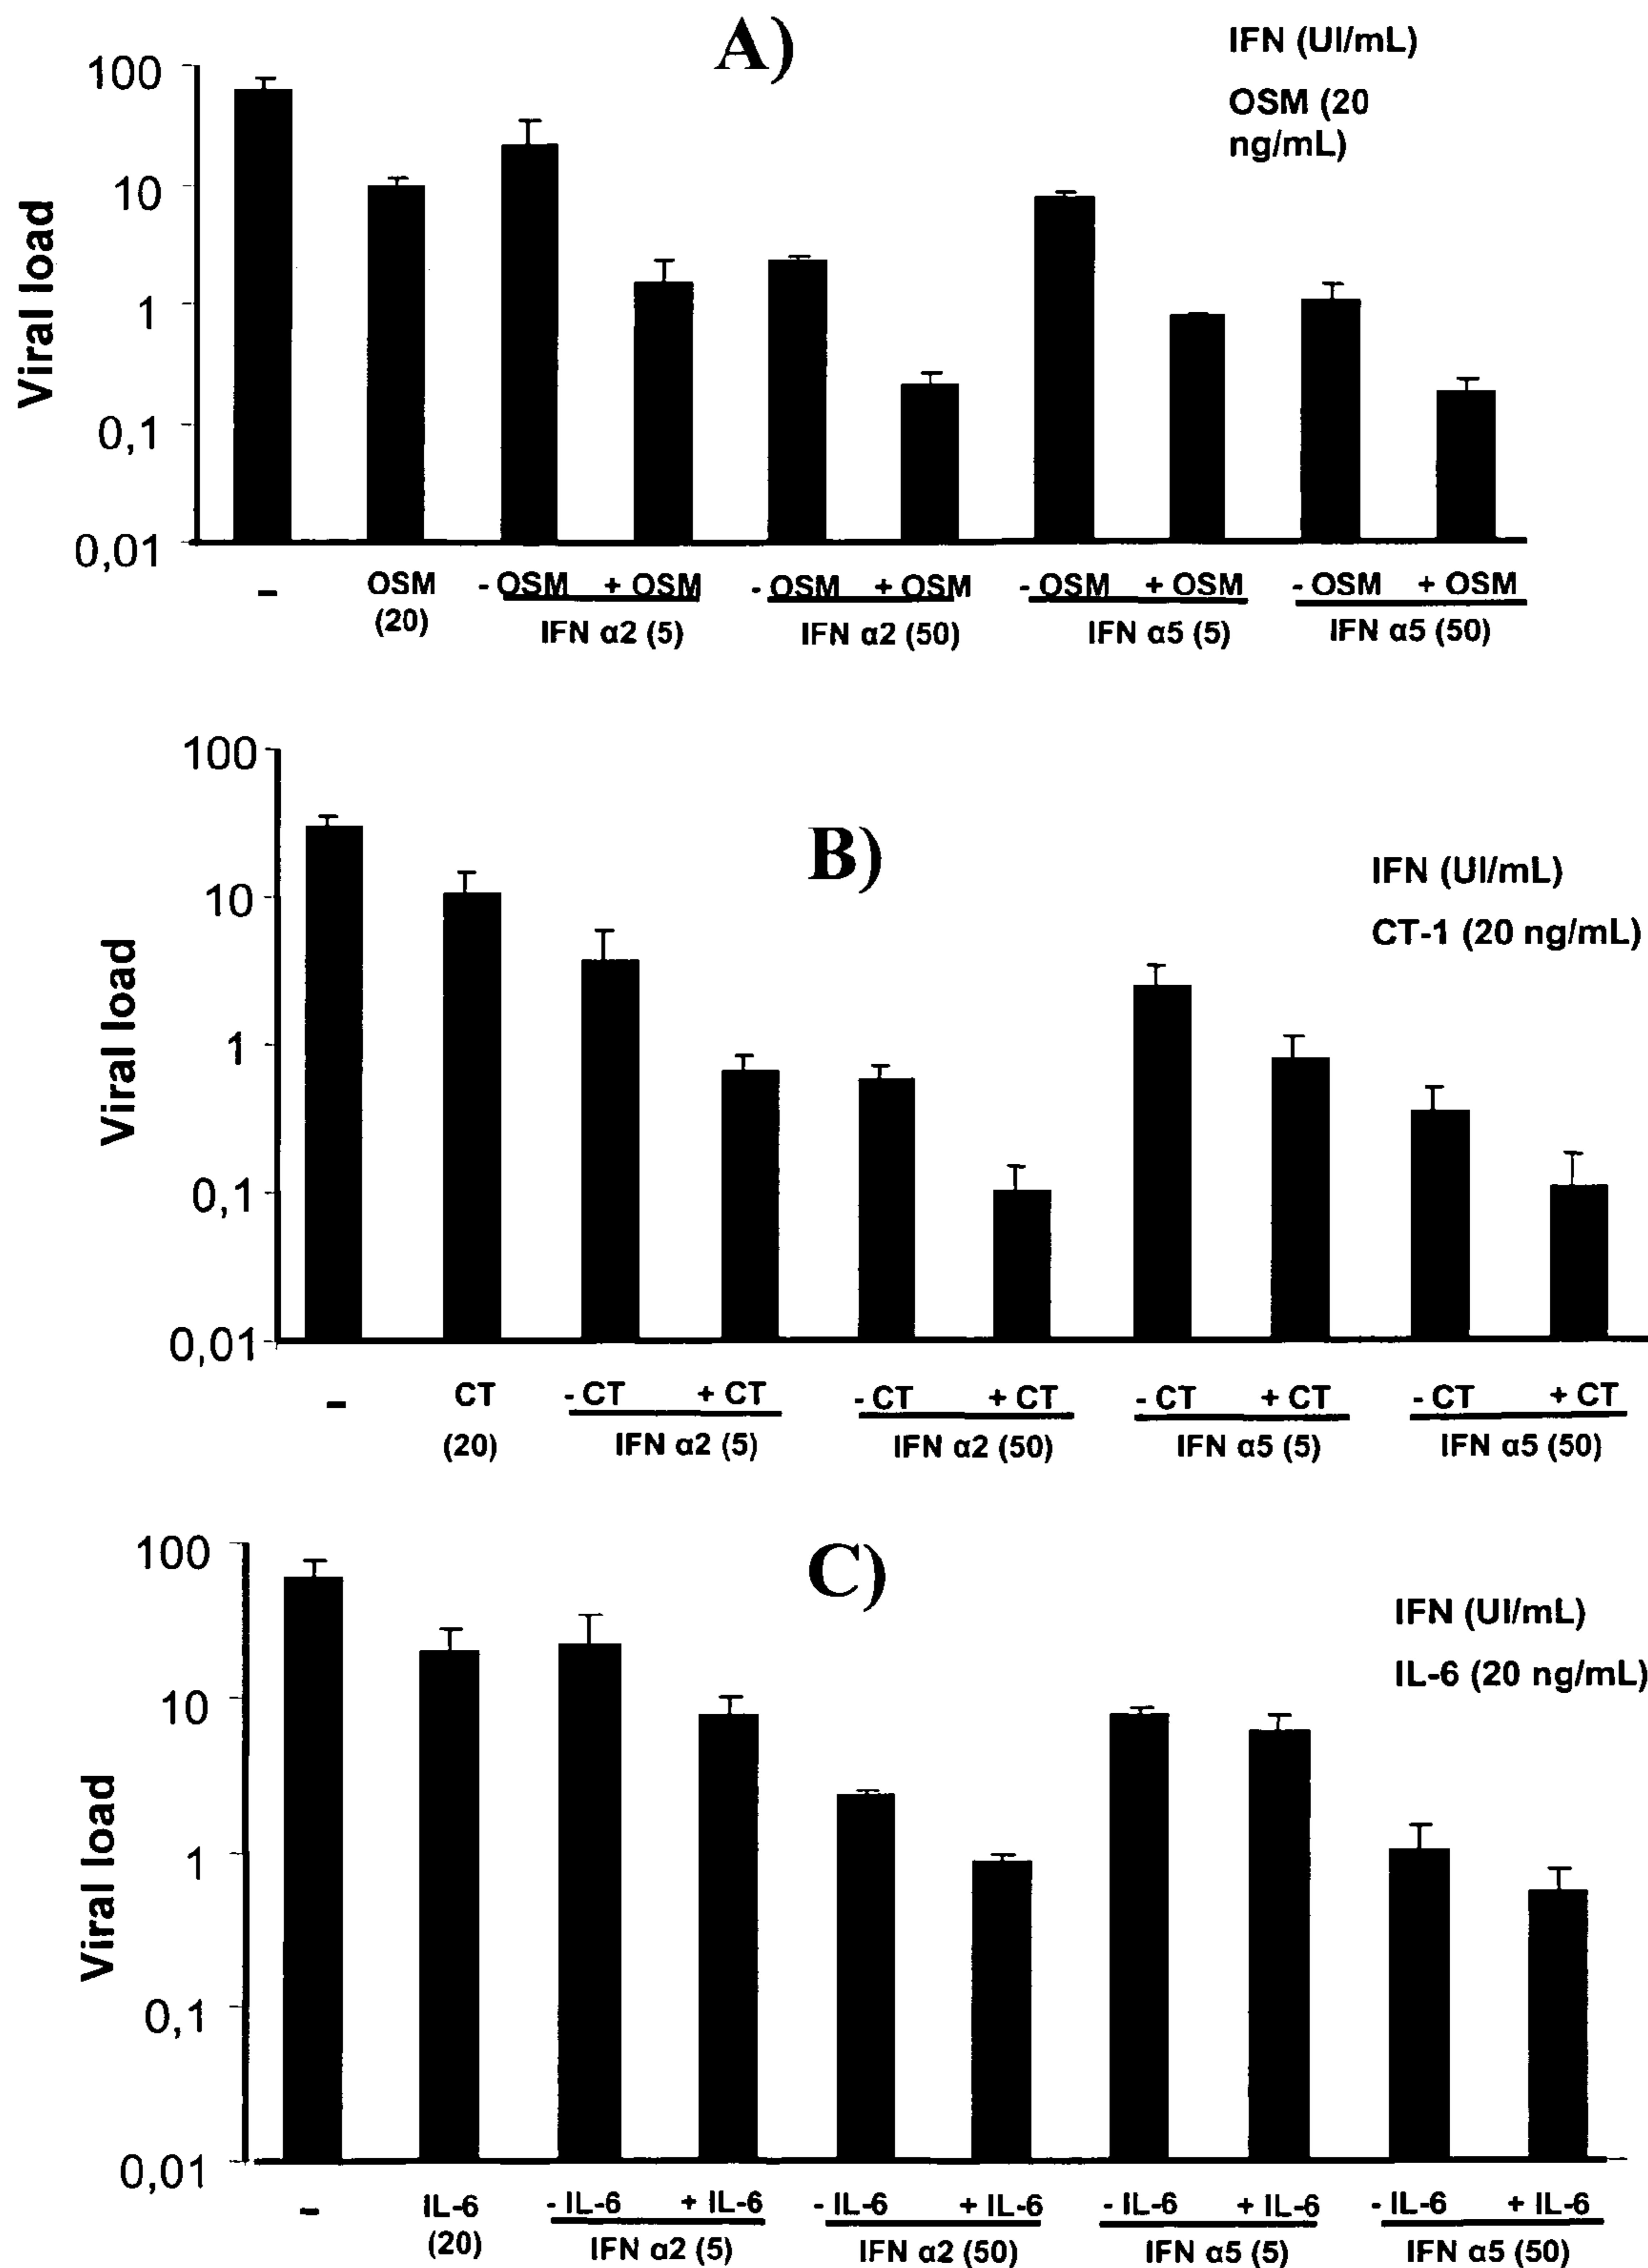 A)
IFN (UI/mL)
OSM (20
ng/mL)
Viral load
100
10
1
0,1
0,01
– OSM - OSM + OSM - OSM + OSM - OSM + OSM - OSM + OSM
(20) IFN α2 (5) IFN α2 (50) IFN α5 (5) IFN α5 (50)
B)
IFN (UI/mL)
CT-1 (20 ng/mL)
Viral load
100
10
1
0,1
0,01
– CT - CT + CT - CT + CT - CT + CT - CT + CT
(20) IFN α2 (5) IFN α2 (50) IFN α5 (5) IFN α5 (50)
C)
IFN (UI/mL)
IL-6 (20 ng/mL)
Viral load
100
10
1
0,1
0,01
– IL-6 - IL-6 + IL-6 - IL-6 + IL-6 - IL-6 + IL-6 - IL-6 + IL-6
(20) IFN α2 (5) IFN α2 (50) IFN α5 (5) IFN α5 (50)